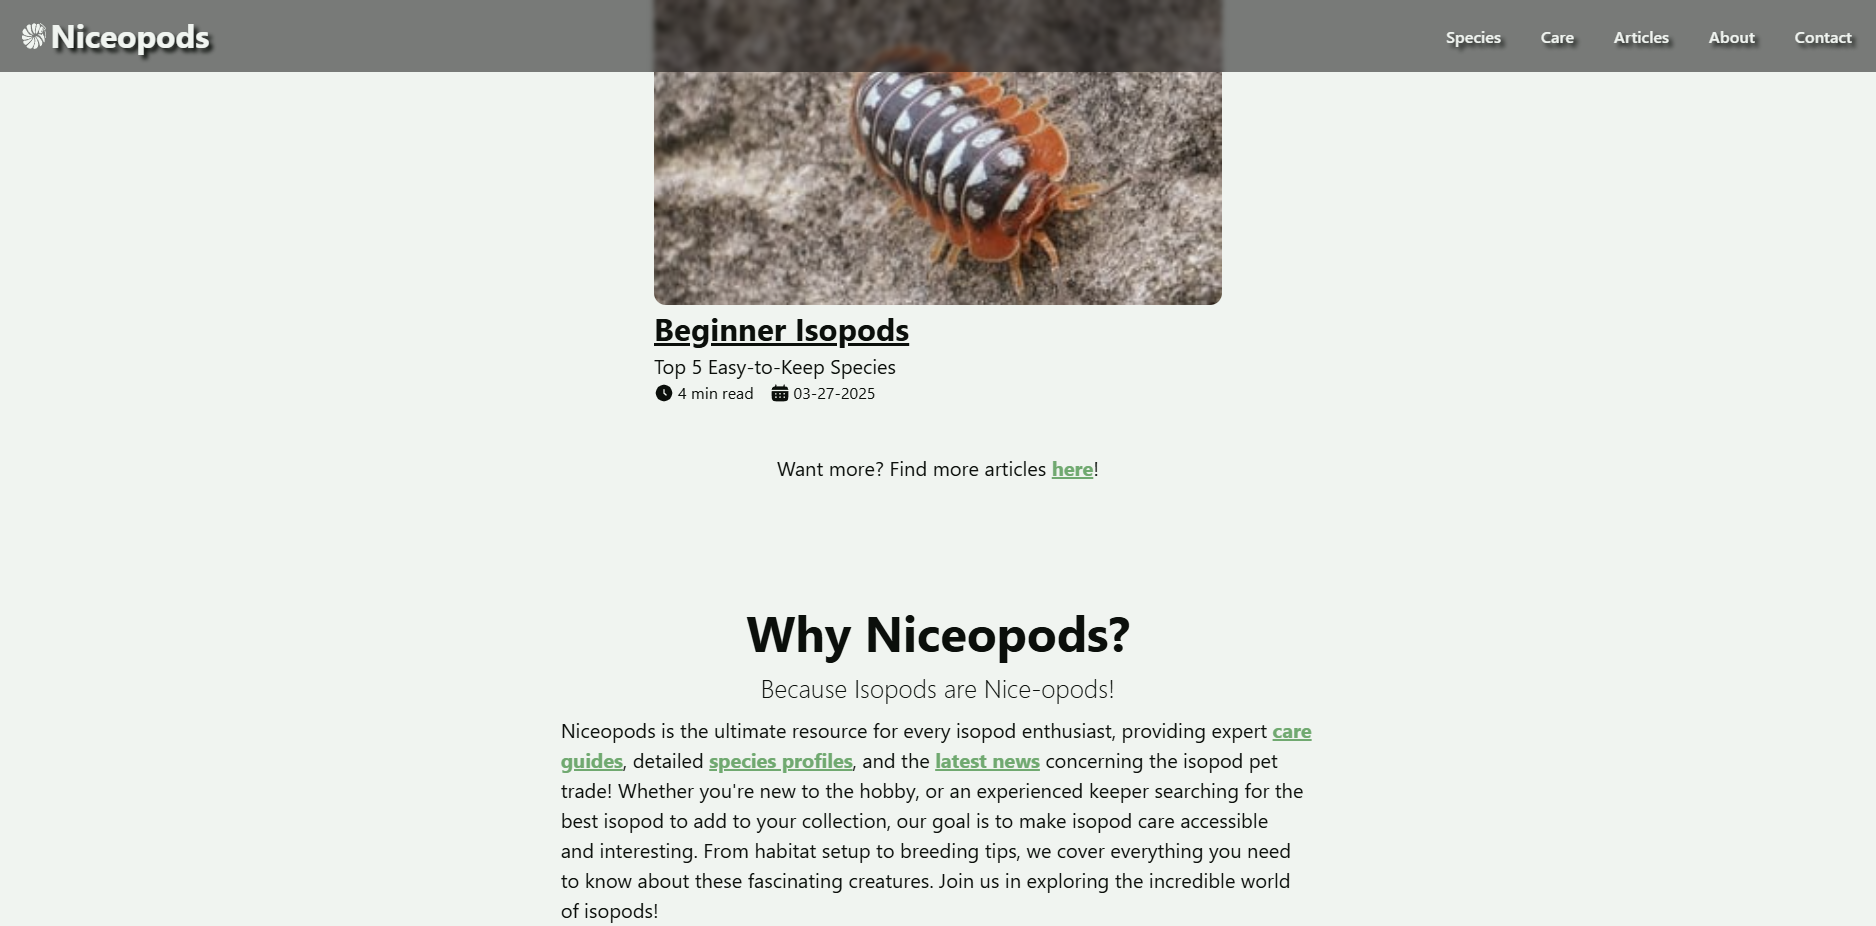 Niceopods
Species Care Articles About Contact
Beginner Isopods
Top 5 Easy-to-Keep Species
4 min read 03-27-2025
Want more? Find more articles here!
Why Niceopods?
Because Isopods are Nice-opods!
Niceopods is the ultimate resource for every isopod enthusiast, providing expert care
guides, detailed species profiles, and the latest news concerning the isopod pet
trade! Whether you're new to the hobby, or an experienced keeper searching for the
best isopod to add to your collection, our goal is to make isopod care accessible
and interesting. From habitat setup to breeding tips, we cover everything you need
to know about these fascinating creatures. Join us in exploring the incredible world
of isopods!